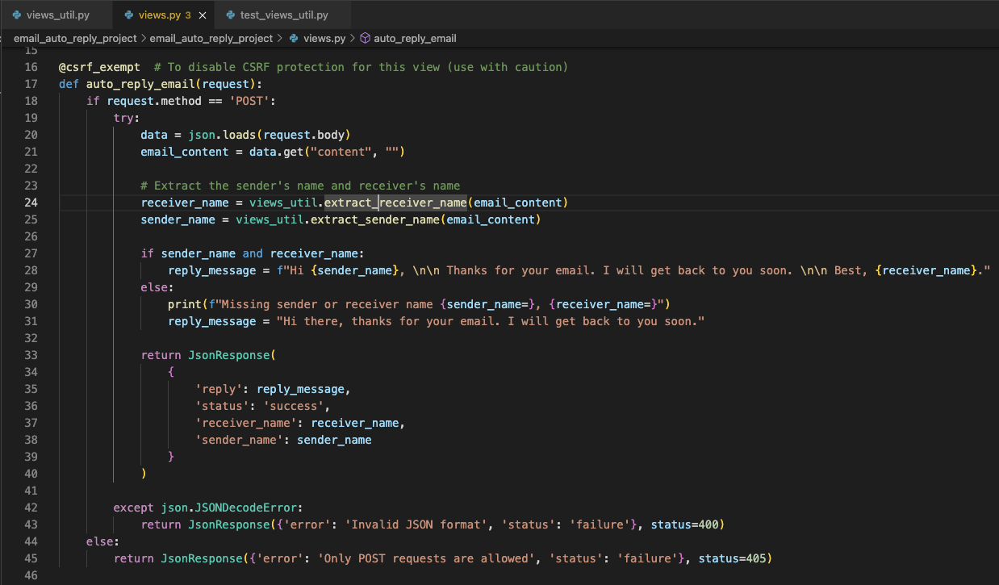 views_util.py views.py 3 × test_views_util.py
email_auto_reply_project > email_auto_reply_project > views.py > auto_reply_email
15
16 @csrf_exempt  # To disable CSRF protection for this view (use with caution)
17 def auto_reply_email(request):
18     if request.method == 'POST':
19         try:
20             data = json.loads(request.body)
21             email_content = data.get("content", "")
22
23             # Extract the sender's name and receiver's name
24             receiver_name = views_util.extract_receiver_name(email_content)
25             sender_name = views_util.extract_sender_name(email_content)
26
27             if sender_name and receiver_name:
28                 reply_message = f"Hi {sender_name}, \n\n Thanks for your email. I will get back to you soon. \n\n Best, {receiver_name}."
29             else:
30                 print(f"Missing sender or receiver name {sender_name=}, {receiver_name=}")
31                 reply_message = "Hi there, thanks for your email. I will get back to you soon."
32
33             return JsonResponse(
34                 {
35                     'reply': reply_message,
36                     'status': 'success',
37                     'receiver_name': receiver_name,
38                     'sender_name': sender_name
39                 }
40             )
41
42         except json.JSONDecodeError:
43             return JsonResponse({'error': 'Invalid JSON format', 'status': 'failure'}, status=400)
44     else:
45         return JsonResponse({'error': 'Only POST requests are allowed', 'status': 'failure'}, status=405)
46